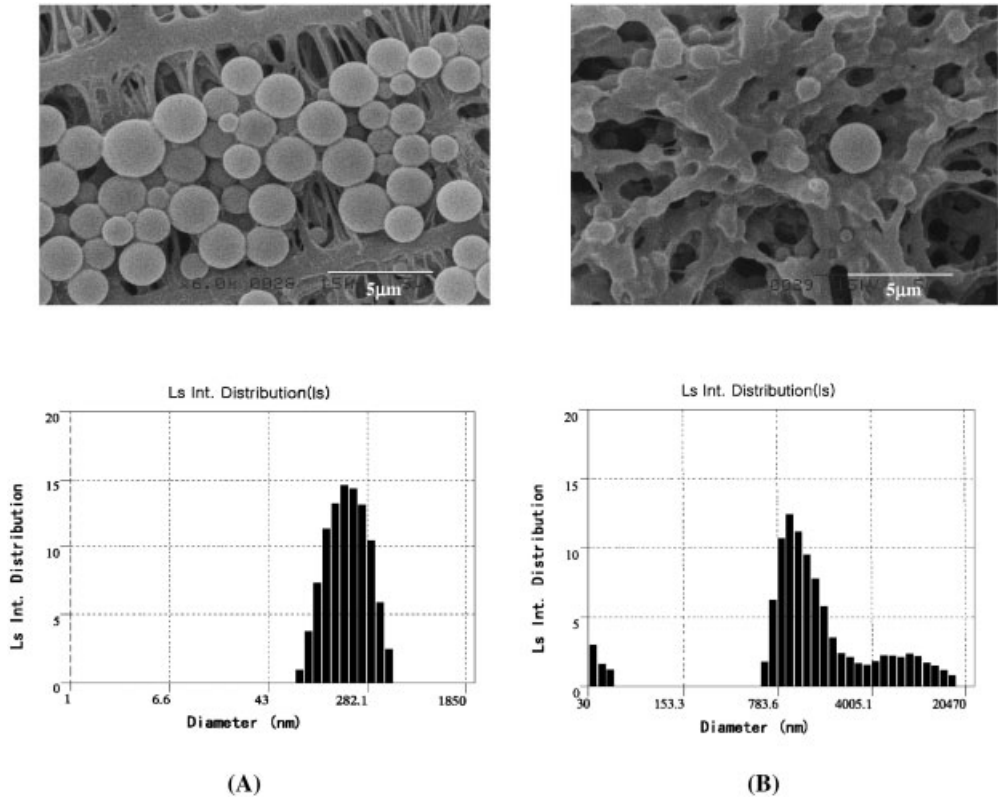 5μm
5μm
Ls Int. Distribution(ls)
Ls Int. Distribution
20
15
10
5
0
1 6.6 43 282.1 1850
Diameter (nm)
(A)
Ls Int. Distribution(ls)
Ls Int. Distribution
20
15
10
5
0
30 153.3 783.6 4005.1 20470
Diameter (nm)
(B)